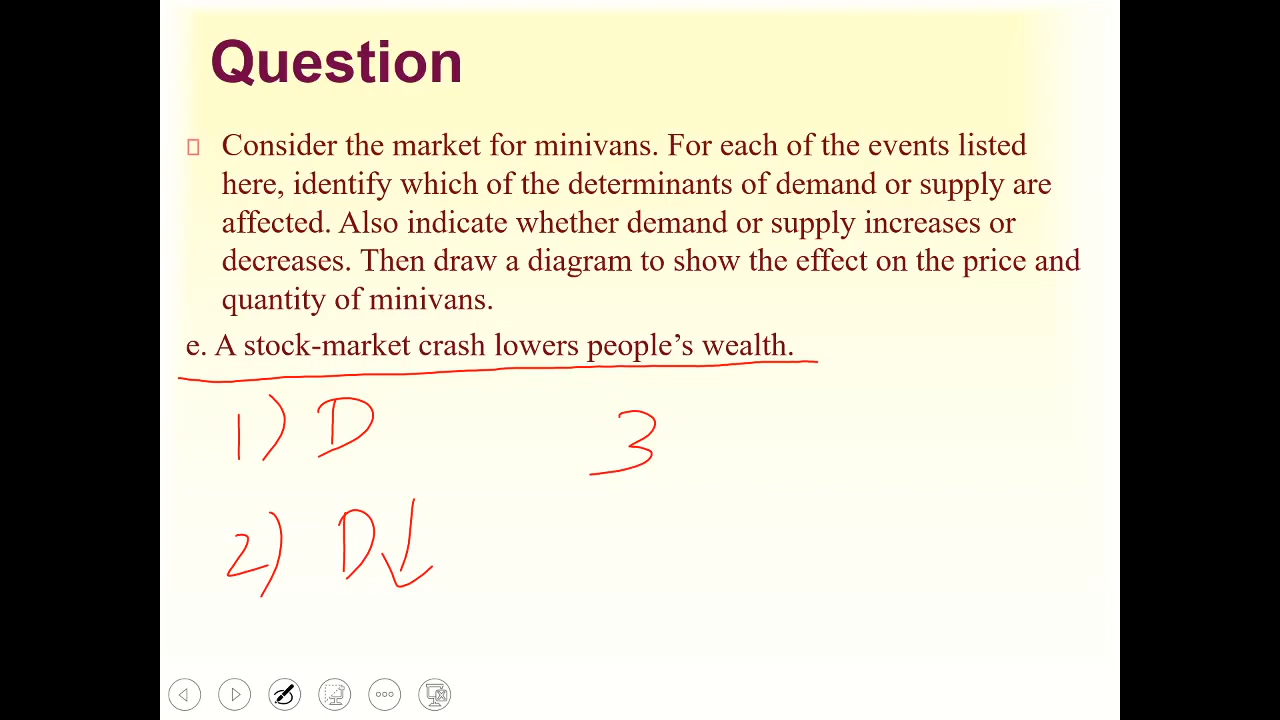 Question
Consider the market for minivans. For each of the events listed
here, identify which of the determinants of demand or supply are
affected. Also indicate whether demand or supply increases or
decreases. Then draw a diagram to show the effect on the price and
quantity of minivans.
e. A stock-market crash lowers people’s wealth.
1) D
3
2) D↓